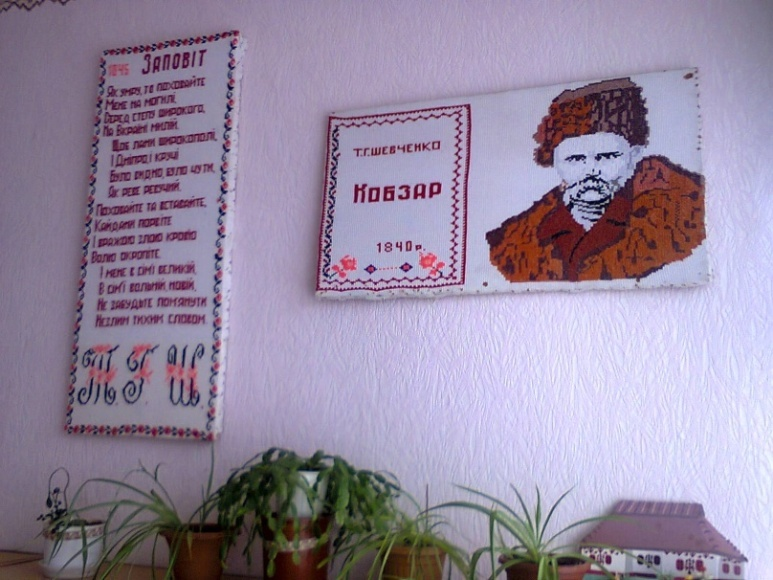 1845 Заповіт
Як умру, то поховайте
Мене на могилі,
Серед степу широкого,
На Вкраїні милій.
Щоб лани широкополі,
І Дніпро, і кручі
Було видно, було чути,
Як реве ревучий.
Поховайте та вставайте,
Кайдани порвіте
І вражою злою кровію
Волю окропіте.
І мене в сім'ї великій,
В сім'ї вольній, новій,
Не забудьте пом'янути
Незлим тихим словом.
Т. Г. Ш.
Т.Г.ШЕВЧЕНКО
КОБЗАР
1840 р.